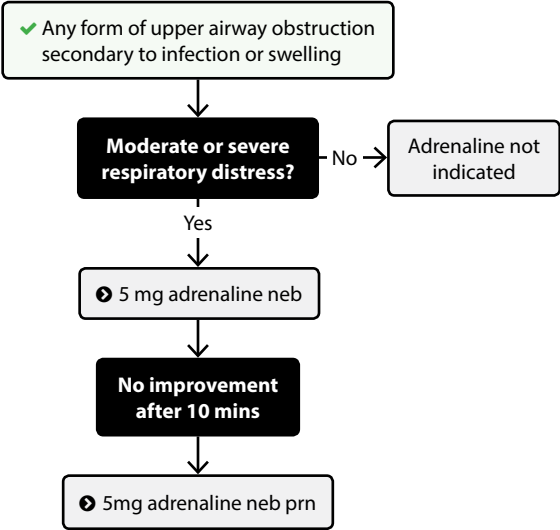 Any form of upper airway obstruction
secondary to infection or swelling
Moderate or severe
respiratory distress?
No
Adrenaline not
indicated
Yes
5 mg adrenaline neb
No improvement
after 10 mins
5mg adrenaline neb prn